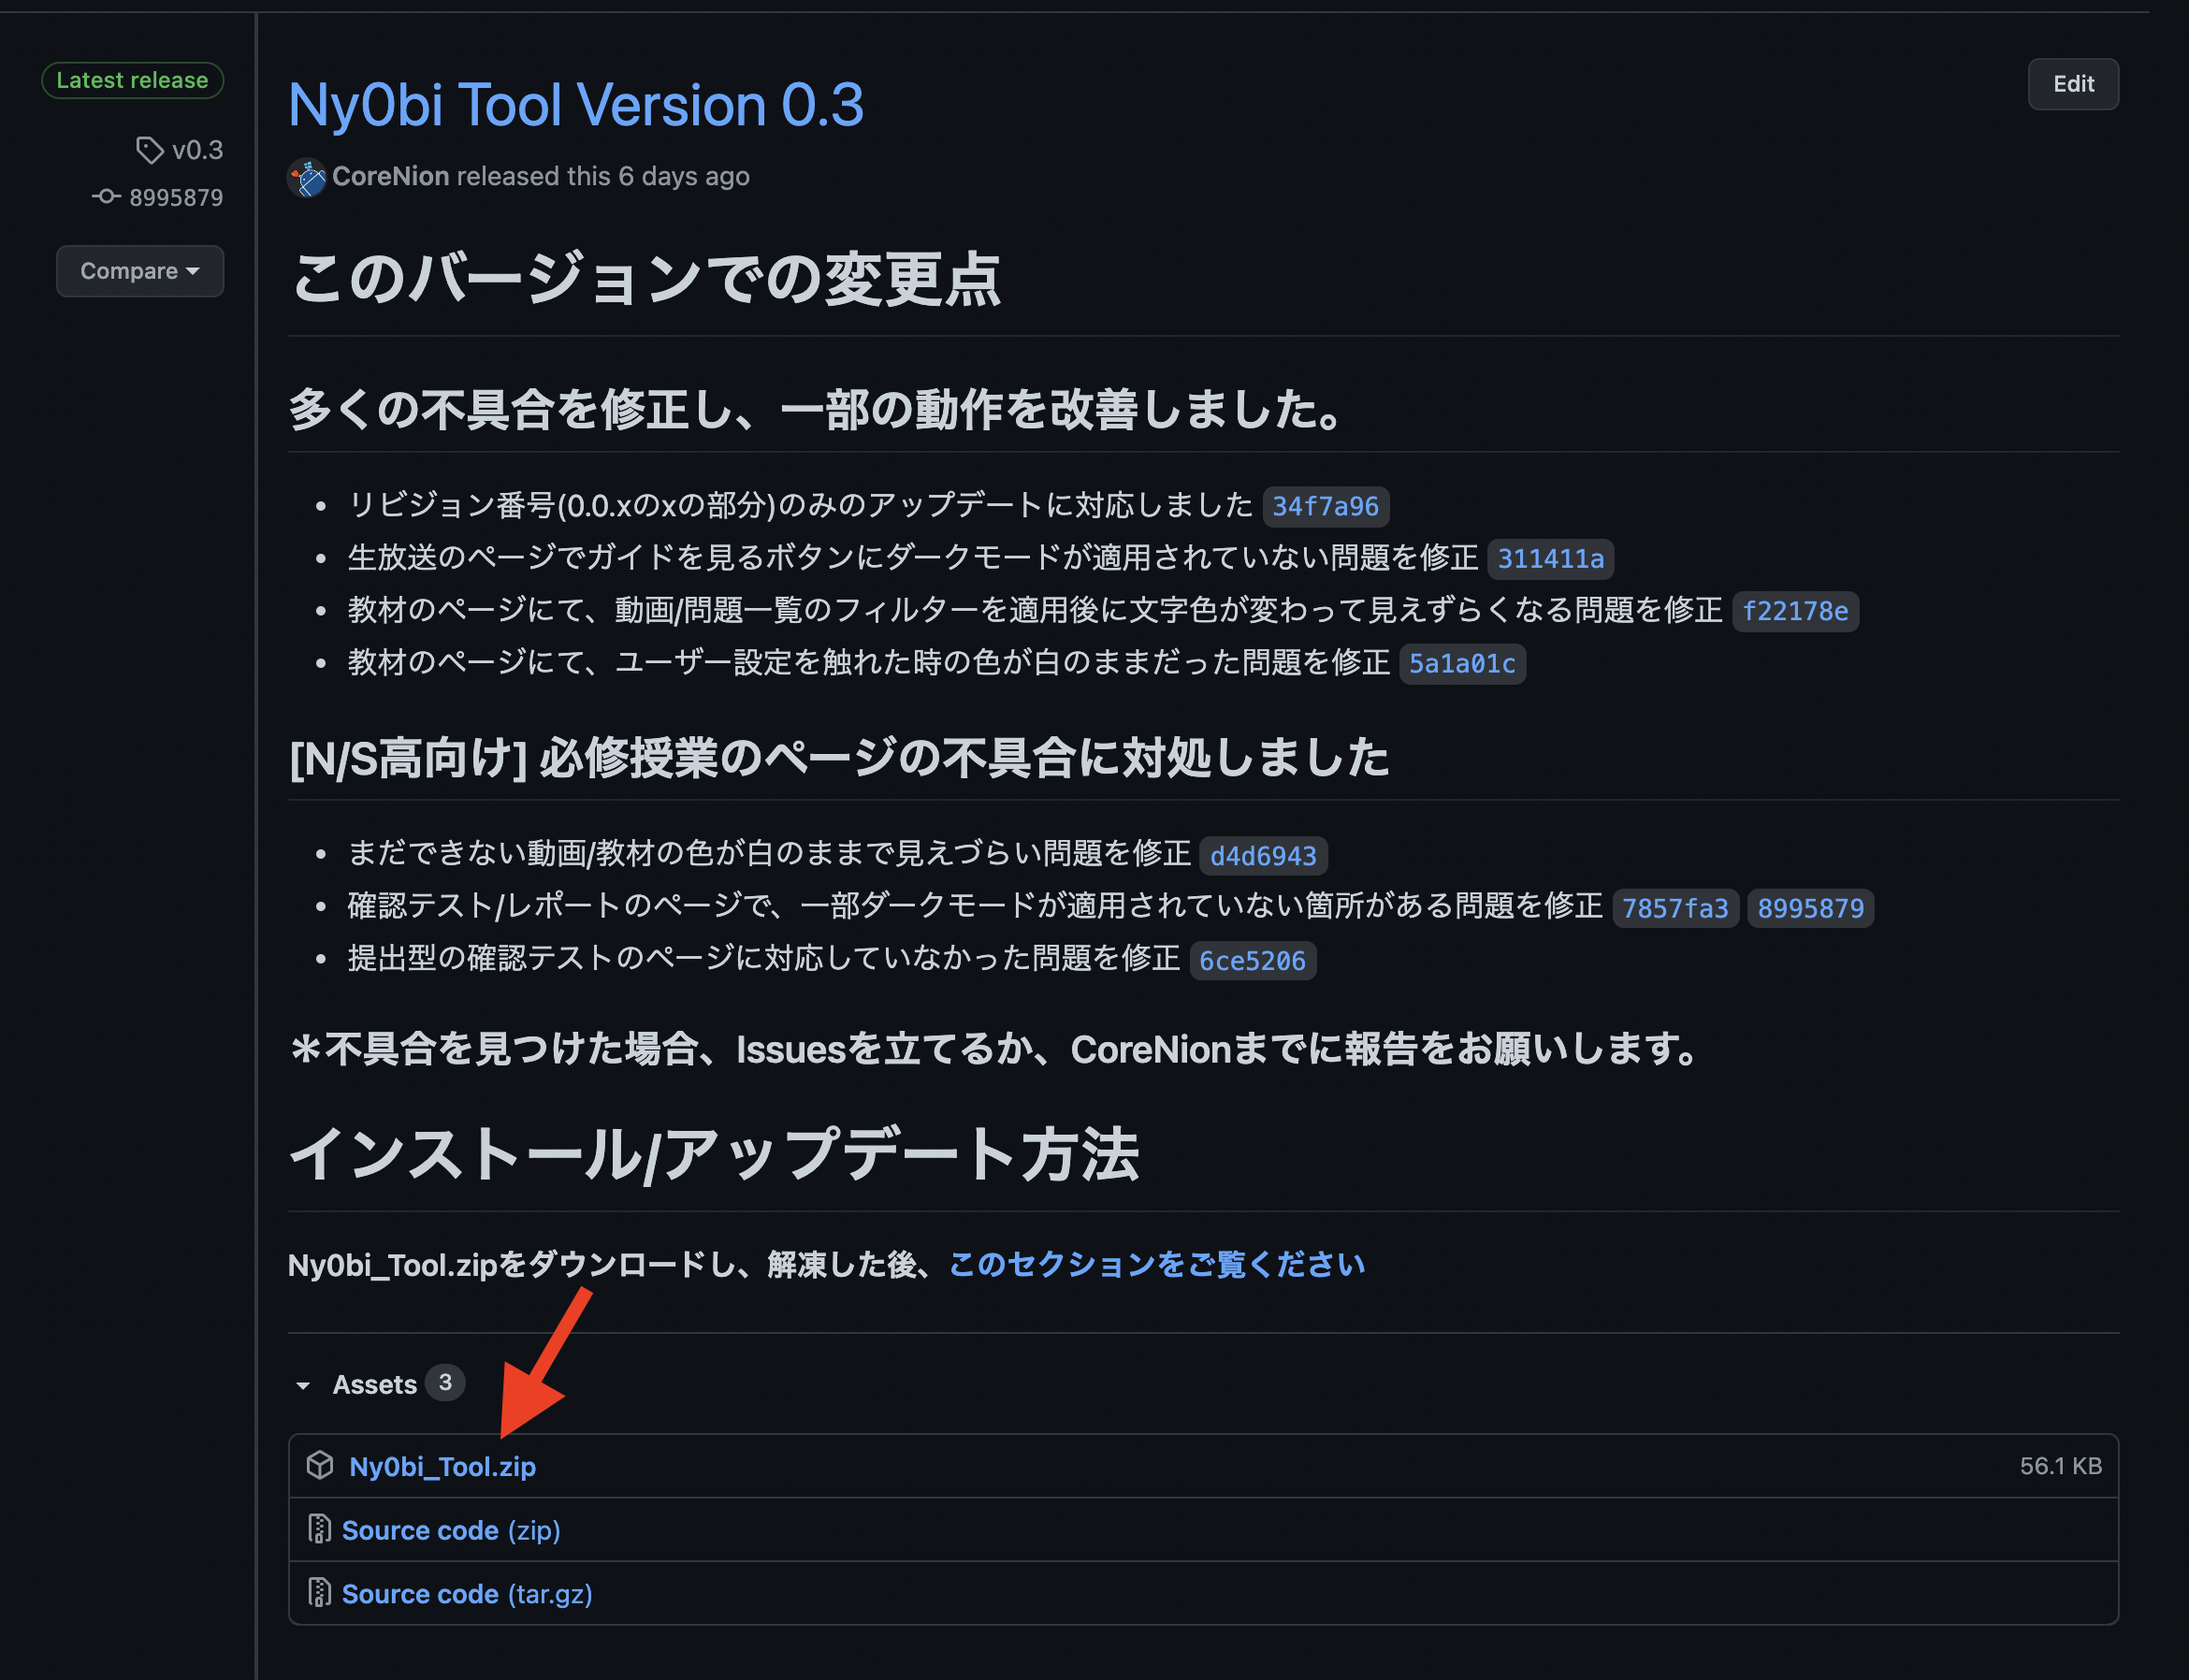 Latest release
v0.3
8995879
Compare
Ny0bi Tool Version 0.3
Edit
CoreNion released this 6 days ago
このバージョンでの変更点
多くの不具合を修正し、一部の動作を改善しました。
リビジョン番号(0.0.xのxの部分)のみのアップデートに対応しました 34f7a96
生放送のページでガイドを見るボタンにダークモードが適用されていない問題を修正 311411a
教材のページにて、動画/問題一覧のフィルターを適用後に文字色が変わって見えずらくなる問題を修正 f22178e
教材のページにて、ユーザー設定を触れた時の色が白のままだった問題を修正 5a1a01c
[N/S高向け] 必修授業のページの不具合に対処しました
まだできない動画/教材の色が白のままで見えづらい問題を修正 d4d6943
確認テスト/レポートのページで、一部ダークモードが適用されていない箇所がある問題を修正 7857fa3 8995879
提出型の確認テストのページに対応していなかった問題を修正 6ce5206
＊不具合を見つけた場合、Issuesを立てるか、CoreNionまでに報告をお願いします。
インストール/アップデート方法
Ny0bi_Tool.zipをダウンロードし、解凍した後、このセクションをご覧ください
Assets 3
Ny0bi_Tool.zip 56.1 KB
Source code (zip)
Source code (tar.gz)